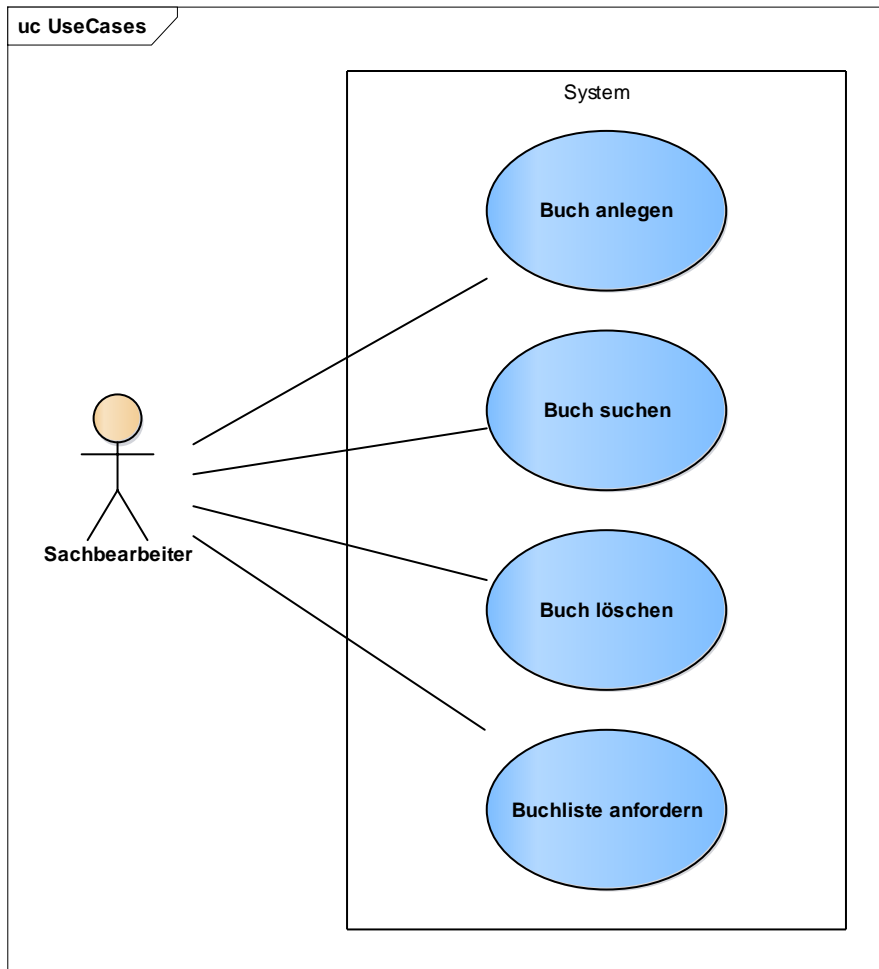 uc UseCases
System
Buch anlegen
Buch suchen
Sachbearbeiter
Buch löschen
Buchliste anfordern